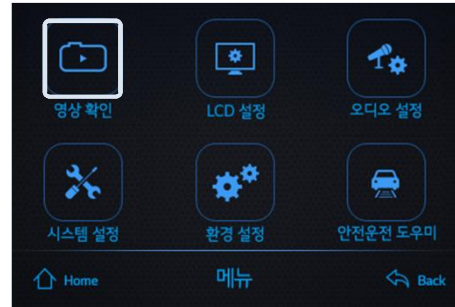 영상 확인
LCD 설정
오디오 설정
시스템 설정
환경 설정
안전운전 도우미
Home
메뉴
Back